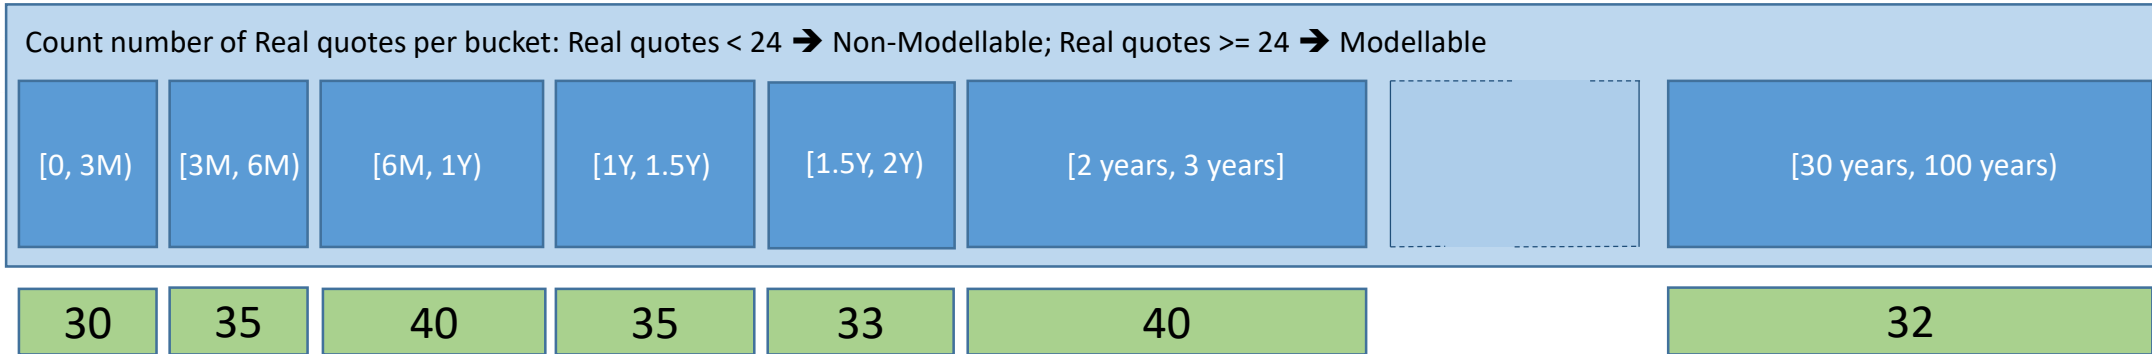 Count number of Real quotes per bucket: Real quotes < 24 🡺 Non-Modellable; Real quotes >= 24 🡺 Modellable
[0, 3M) [3M, 6M) [6M, 1Y) [1Y, 1.5Y) [1.5Y, 2Y) [2 years, 3 years] [30 years, 100 years)
30 35 40 35 33 40 32